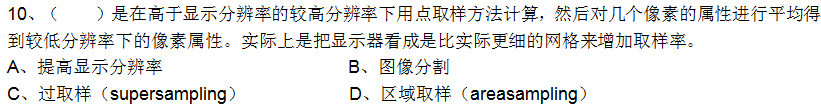 10、（　　）是在高于显示分辨率的较高分辨率下用点取样方法计算，然后对几个像素的属性进行平均得
到较低分辨率下的像素属性。实际上是把显示器看成是比实际更细的网格来增加取样率。
A、提高显示分辨率　　B、图像分割
C、过取样（supersampling）　　D、区域取样（areasampling）